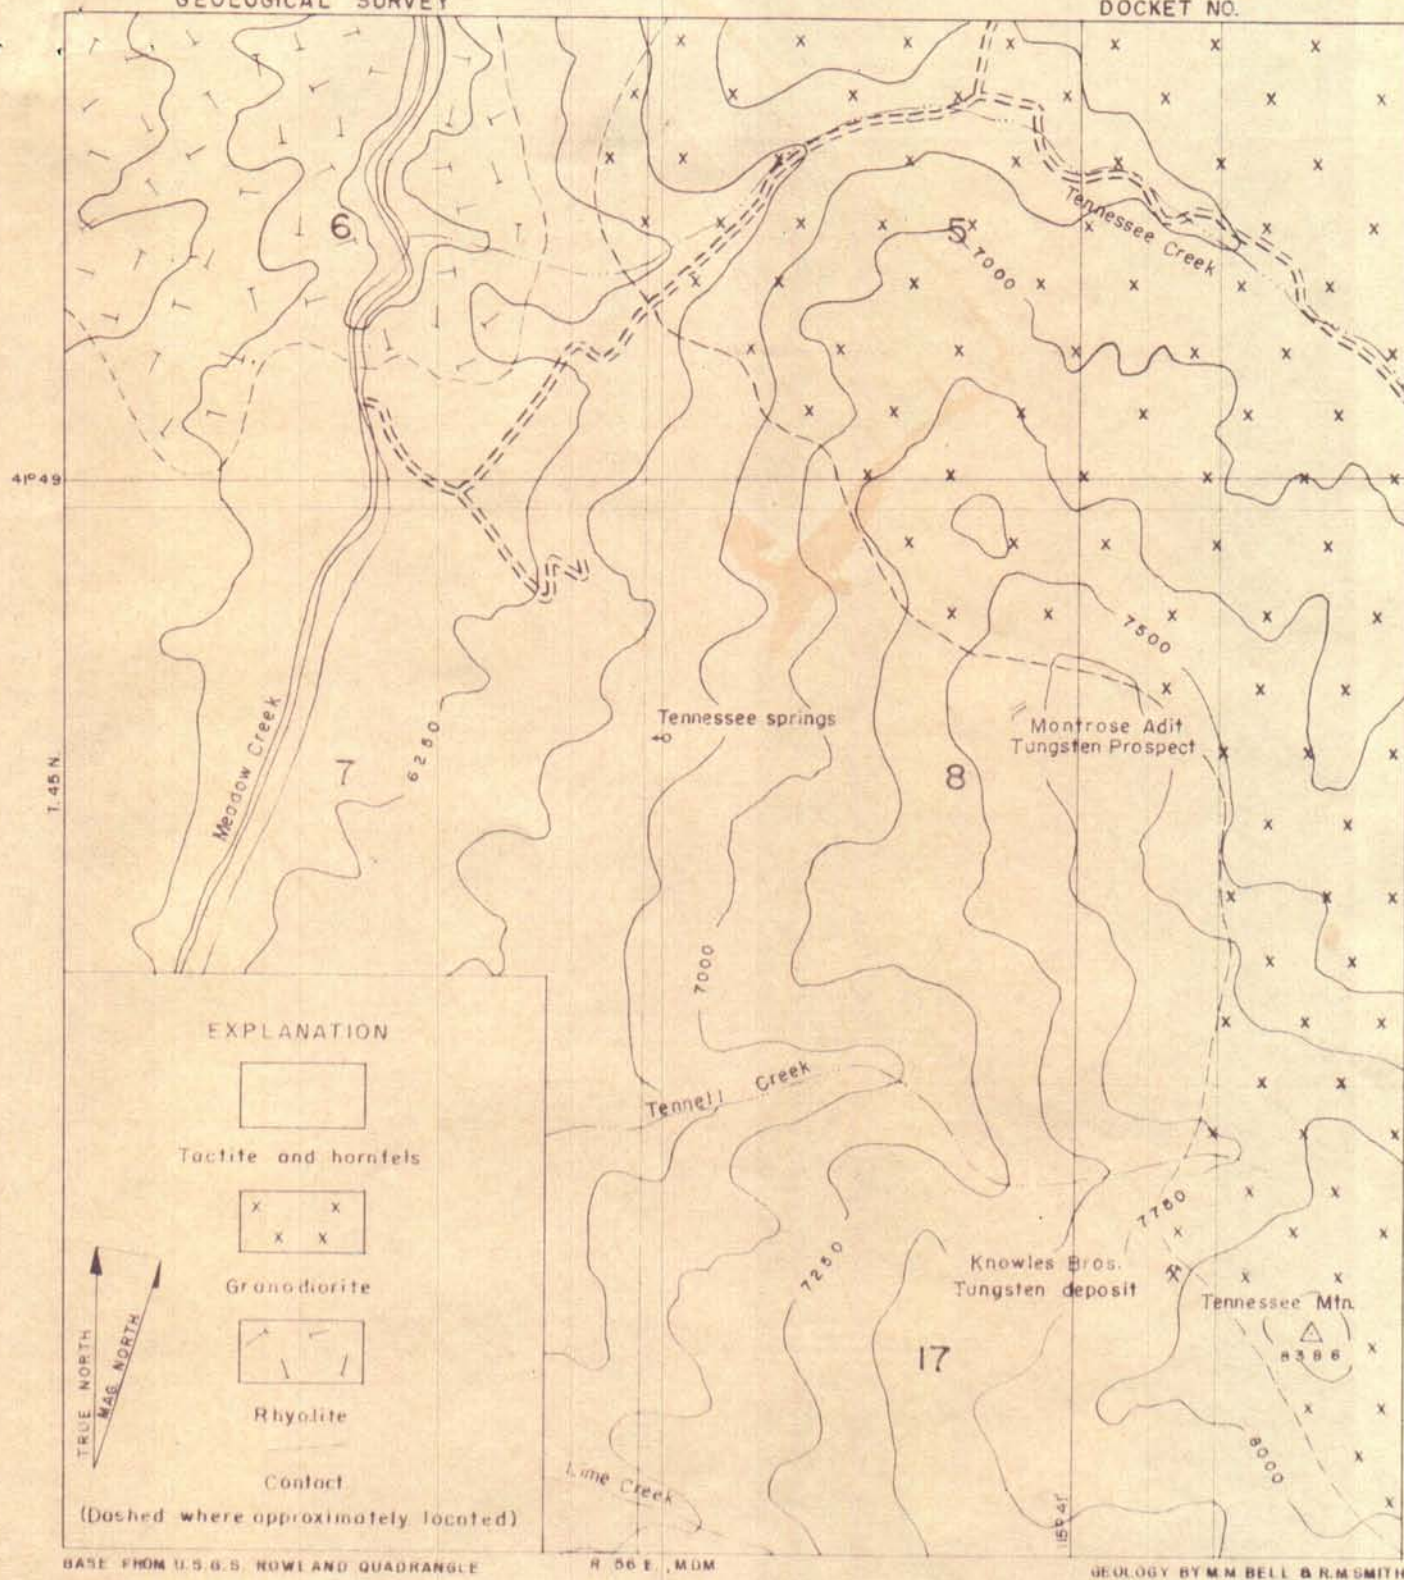 GEOLOGICAL SURVEY
DOCKET NO.
6
5
7000
Tennessee Creek
41°49
7500
Tennessee springs
Montrose Adit
Tungsten Prospect
Meadow Creek
7
6250
8
T.45 N.
7000
EXPLANATION
Tennell Creek
Tactite and hornfels
x x
x x
Granodiorite
7750
7250
Knowles Bros.
Tungsten deposit
Tennessee Mtn.
8386
TRUE NORTH
MAG NORTH
17
Rhyolite
Contact
(Dashed where approximately located)
8000
Lime Creek
BASE FROM U.S.G.S. ROWLAND QUADRANGLE
R. 56 E., MDM
GEOLOGY BY M.M BELL & R.M SMITH